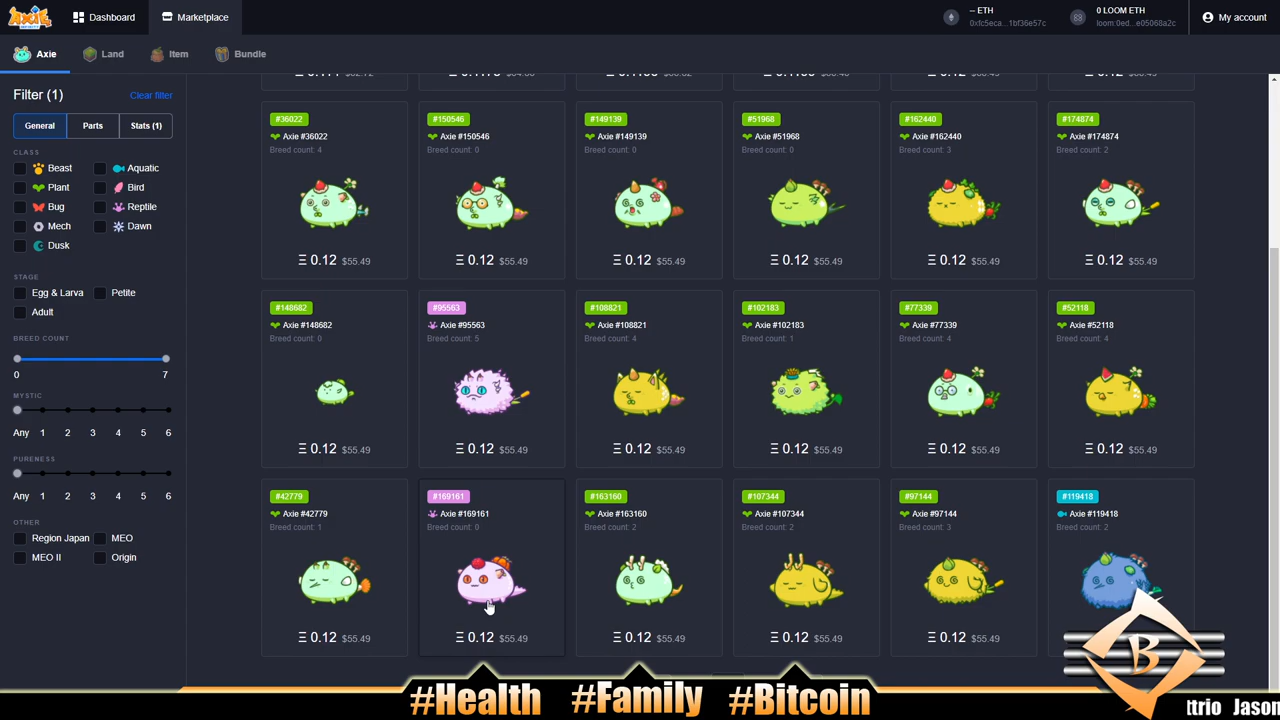 AXIE
Dashboard
Marketplace
-- ETH
0xfc5eca...1bf36e57c
0 LOOM ETH
loom:0ed...e05068a2c
My account
Axie
Land
Item
Bundle
Filter (1)
Clear filter
General
Parts
Stats (1)
CLASS
Beast
Aquatic
Plant
Bird
Bug
Reptile
Mech
Dawn
Dusk
STAGE
Egg & Larva
Petite
Adult
BREED COUNT
0
7
MYSTIC
Any 1 2 3 4 5 6
PURENESS
Any 1 2 3 4 5 6
OTHER
Region Japan
MEO
MEO II
Origin
#36022
Axie #36022
Breed count: 4
Ξ 0.12 $55.49
#150546
Axie #150546
Breed count: 0
Ξ 0.12 $55.49
#149139
Axie #149139
Breed count: 0
Ξ 0.12 $55.49
#51968
Axie #51968
Breed count: 0
Ξ 0.12 $55.49
#162440
Axie #162440
Breed count: 3
Ξ 0.12 $55.49
#174874
Axie #174874
Breed count: 2
Ξ 0.12 $55.49
#148682
Axie #148682
Breed count: 0
Ξ 0.12 $55.49
#95563
Axie #95563
Breed count: 5
Ξ 0.12 $55.49
#108821
Axie #108821
Breed count: 4
Ξ 0.12 $55.49
#102183
Axie #102183
Breed count: 1
Ξ 0.12 $55.49
#77339
Axie #77339
Breed count: 4
Ξ 0.12 $55.49
#52118
Axie #52118
Breed count: 4
Ξ 0.12 $55.49
#42779
Axie #42779
Breed count: 1
Ξ 0.12 $55.49
#169161
Axie #169161
Breed count: 0
Ξ 0.12 $55.49
#163160
Axie #163160
Breed count: 2
Ξ 0.12 $55.49
#107344
Axie #107344
Breed count: 2
Ξ 0.12 $55.49
#97144
Axie #97144
Breed count: 3
Ξ 0.12 $55.49
#119418
Axie #119418
Breed count: 2
B
#Health
#Family
#Bitcoin
ttrio Jason